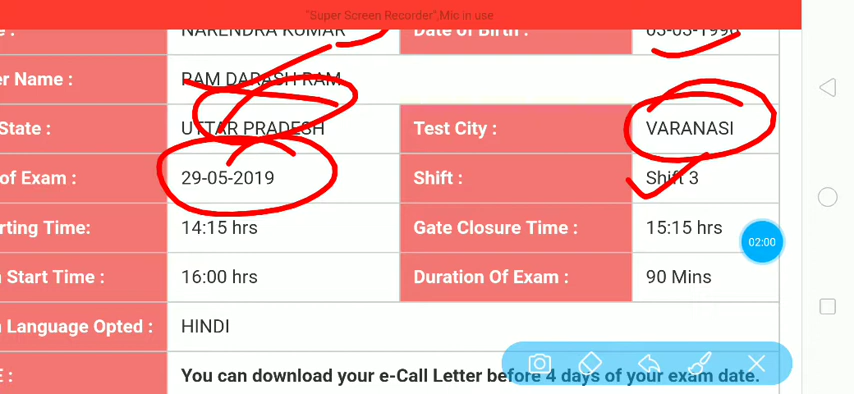 "Super Screen Recorder",Mic in use
NARENDRA KUMAR Date of Birth : 03-03-1990
er Name : RAM DARASH RAM
State : UTTAR PRADESH Test City : VARANASI
of Exam : 29-05-2019 Shift : Shift 3
rting Time: 14:15 hrs Gate Closure Time : 15:15 hrs
02:00
Start Time : 16:00 hrs Duration Of Exam : 90 Mins
Language Opted : HINDI
E : You can download your e-Call Letter before 4 days of your exam date.